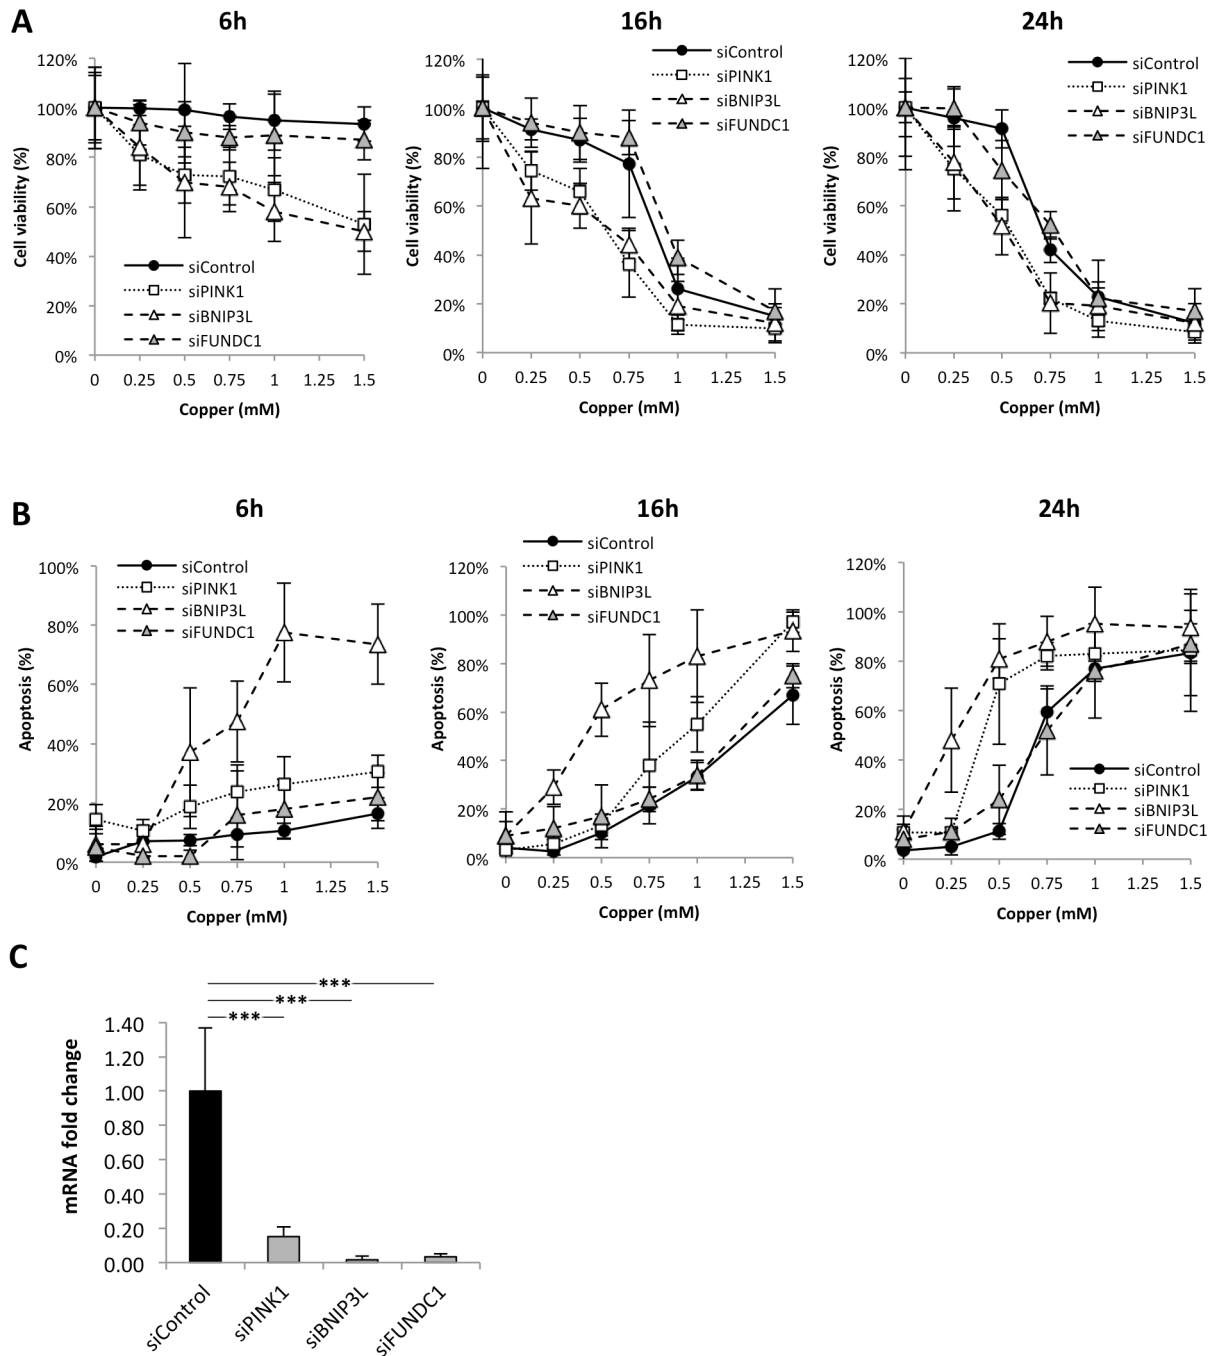 A
6h
16h
24h
120%
100%
80%
60%
40%
20%
0%
Cell viability (%)
siControl
siPINK1
siBNIP3L
siFUNDC1
0
0.25
0.5
0.75
1
1.25
1.5
Copper (mM)
120%
100%
80%
60%
40%
20%
0%
Cell viability (%)
siControl
siPINK1
siBNIP3L
siFUNDC1
0
0.25
0.5
0.75
1
1.25
1.5
Copper (mM)
120%
100%
80%
60%
40%
20%
0%
Cell viability (%)
siControl
siPINK1
siBNIP3L
siFUNDC1
0
0.25
0.5
0.75
1
1.25
1.5
Copper (mM)
B
6h
16h
24h
100%
80%
60%
40%
20%
0%
Apoptosis (%)
siControl
siPINK1
siBNIP3L
siFUNDC1
0
0.25
0.5
0.75
1
1.25
1.5
Copper (mM)
120%
100%
80%
60%
40%
20%
0%
Apoptosis (%)
siControl
siPINK1
siBNIP3L
siFUNDC1
0
0.25
0.5
0.75
1
1.25
1.5
Copper (mM)
120%
100%
80%
60%
40%
20%
0%
Apoptosis (%)
siControl
siPINK1
siBNIP3L
siFUNDC1
0
0.25
0.5
0.75
1
1.25
1.5
Copper (mM)
C
***
***
***
1.40
1.20
1.00
0.80
0.60
0.40
0.20
0.00
mRNA fold change
siControl
siPINK1
siBNIP3L
siFUNDC1